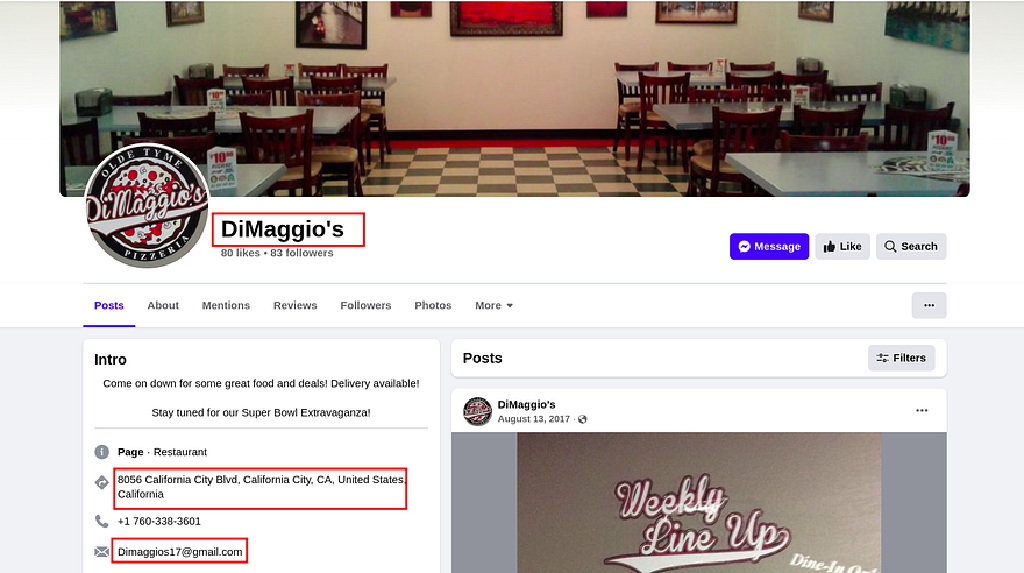 OLDE TYME
DiMaggio's
PIZZERIA
DiMaggio's
80 likes • 83 followers
Message
Like
Search
Posts
About
Mentions
Reviews
Followers
Photos
More
Intro
Come on down for some great food and deals! Delivery available!
Stay tuned for our Super Bowl Extravaganza!
Page · Restaurant
8056 California City Blvd, California City, CA, United States,
California
+1 760-338-3601
Dimaggios17@gmail.com
Posts
Filters
DiMaggio's
August 13, 2017 ·
Weekly
Line Up
Dine-In